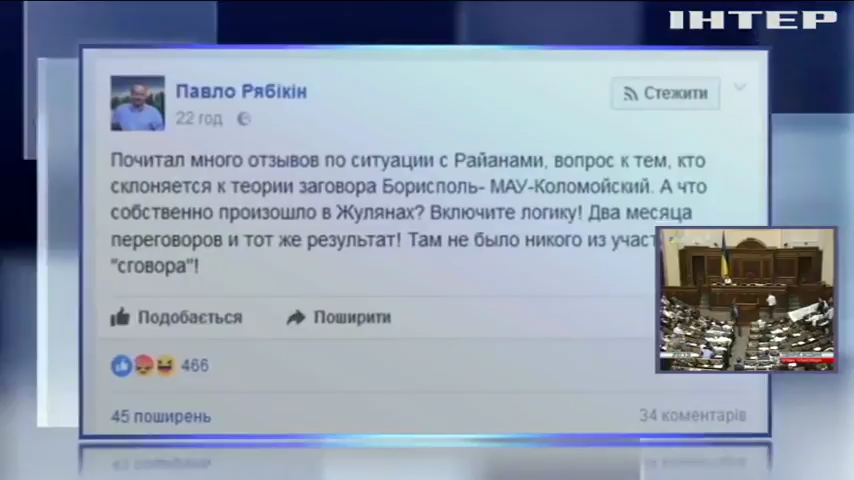 ІНТЕР
Павло Рябікін
22 год
Стежити
Почитал много отзывов по ситуации с Райанами, вопрос к тем, кто
склоняется к теории заговора Борисполь- МАУ-Коломойский. А что
собственно произошло в Жулянах? Включите логику! Два месяца
переговоров и тот же результат! Там не было никого из
"сговора"!
Подобається
Поширити
466
45 поширень
34 коментарів